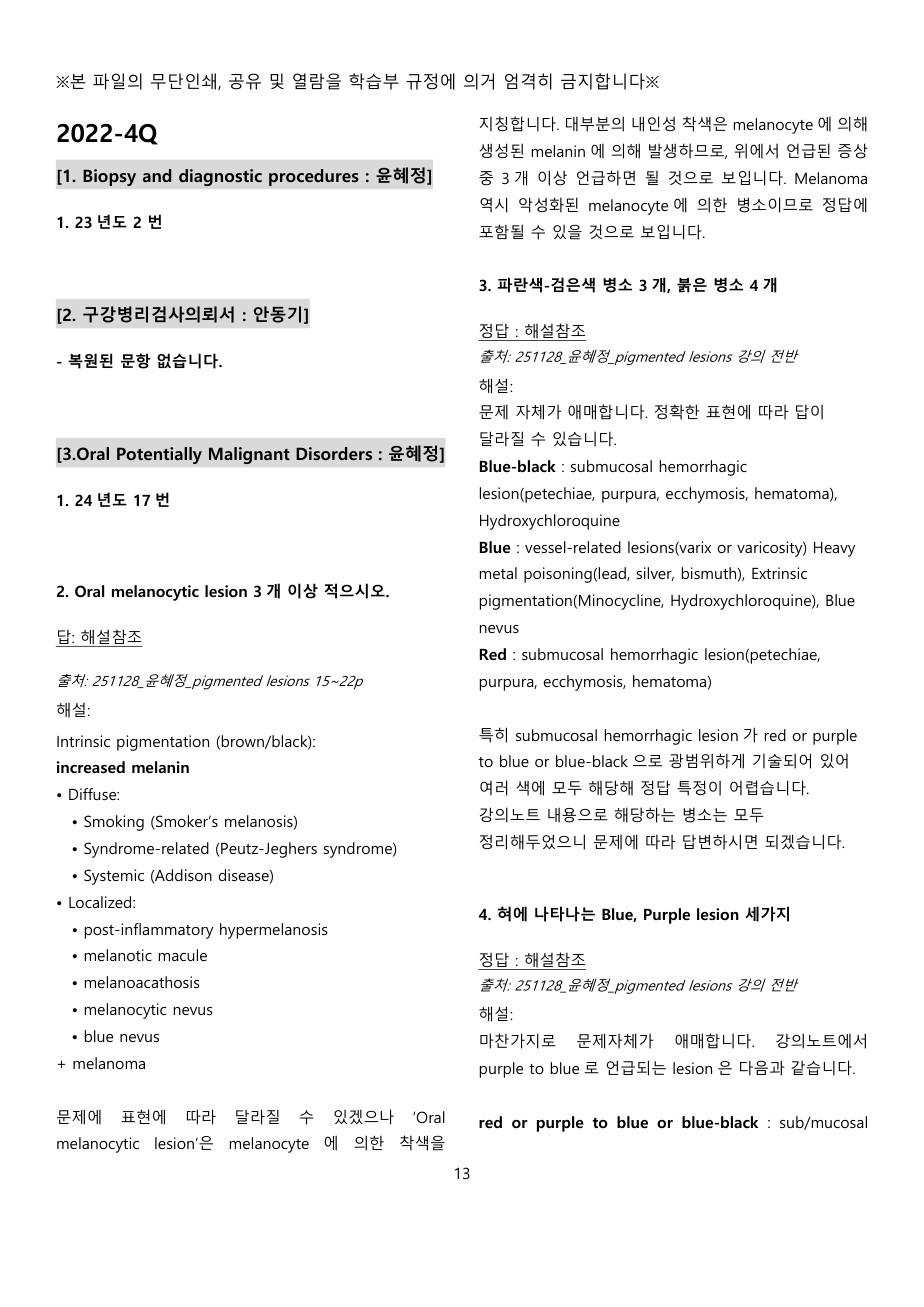 ※본 파일의 무단인쇄, 공유 및 열람을 학습부 규정에 의거 엄격히 금지합니다※
2022-4Q
[1. Biopsy and diagnostic procedures : 윤혜정]
1. 23 년도 2 번
[2. 구강병리검사의뢰서 : 안동기]
- 복원된 문항 없습니다.
[3.Oral Potentially Malignant Disorders : 윤혜정]
1. 24 년도 17 번
2. Oral melanocytic lesion 3 개 이상 적으시오.
답: 해설참조
출처: 251128_윤혜정_pigmented lesions 15~22p
해설:
Intrinsic pigmentation (brown/black):
increased melanin
• Diffuse:
• Smoking (Smoker’s melanosis)
• Syndrome-related (Peutz-Jeghers syndrome)
• Systemic (Addison disease)
• Localized:
• post-inflammatory hypermelanosis
• melanotic macule
• melanoacathosis
• melanocytic nevus
• blue nevus
+ melanoma
문제에 표현에 따라 달라질 수 있겠으나 ‘Oral
melanocytic lesion’은 melanocyte 에 의한 착색을
지칭합니다. 대부분의 내인성 착색은 melanocyte 에 의해
생성된 melanin 에 의해 발생하므로, 위에서 언급된 증상
중 3 개 이상 언급하면 될 것으로 보입니다. Melanoma
역시 악성화된 melanocyte 에 의한 병소이므로 정답에
포함될 수 있을 것으로 보입니다.
3. 파란색-검은색 병소 3 개, 붉은 병소 4 개
정답 : 해설참조
출처: 251128_윤혜정_pigmented lesions 강의 전반
해설:
문제 자체가 애매합니다. 정확한 표현에 따라 답이
달라질 수 있습니다.
Blue-black : submucosal hemorrhagic
lesion(petechiae, purpura, ecchymosis, hematoma),
Hydroxychloroquine
Blue : vessel-related lesions(varix or varicosity) Heavy
metal poisoning(lead, silver, bismuth), Extrinsic
pigmentation(Minocycline, Hydroxychloroquine), Blue
nevus
Red : submucosal hemorrhagic lesion(petechiae,
purpura, ecchymosis, hematoma)
특히 submucosal hemorrhagic lesion 가 red or purple
to blue or blue-black 으로 광범위하게 기술되어 있어
여러 색에 모두 해당해 정답 특정이 어렵습니다.
강의노트 내용으로 해당하는 병소는 모두
정리해두었으니 문제에 따라 답변하시면 되겠습니다.
4. 혀에 나타나는 Blue, Purple lesion 세가지
정답 : 해설참조
출처: 251128_윤혜정_pigmented lesions 강의 전반
해설:
마찬가지로 문제자체가 애매합니다. 강의노트에서
purple to blue 로 언급되는 lesion 은 다음과 같습니다.
red or purple to blue or blue-black : sub/mucosal
13